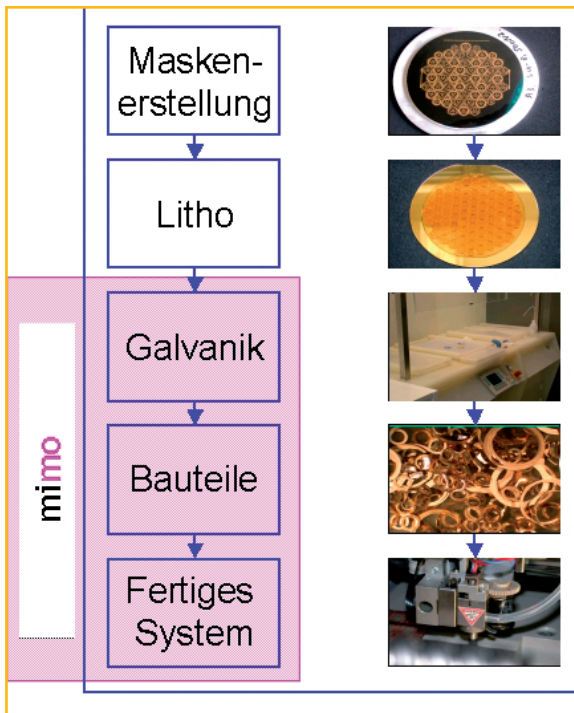 Masken-
erstellung
Litho
Galvanik
Bauteile
Fertiges
System
mimo